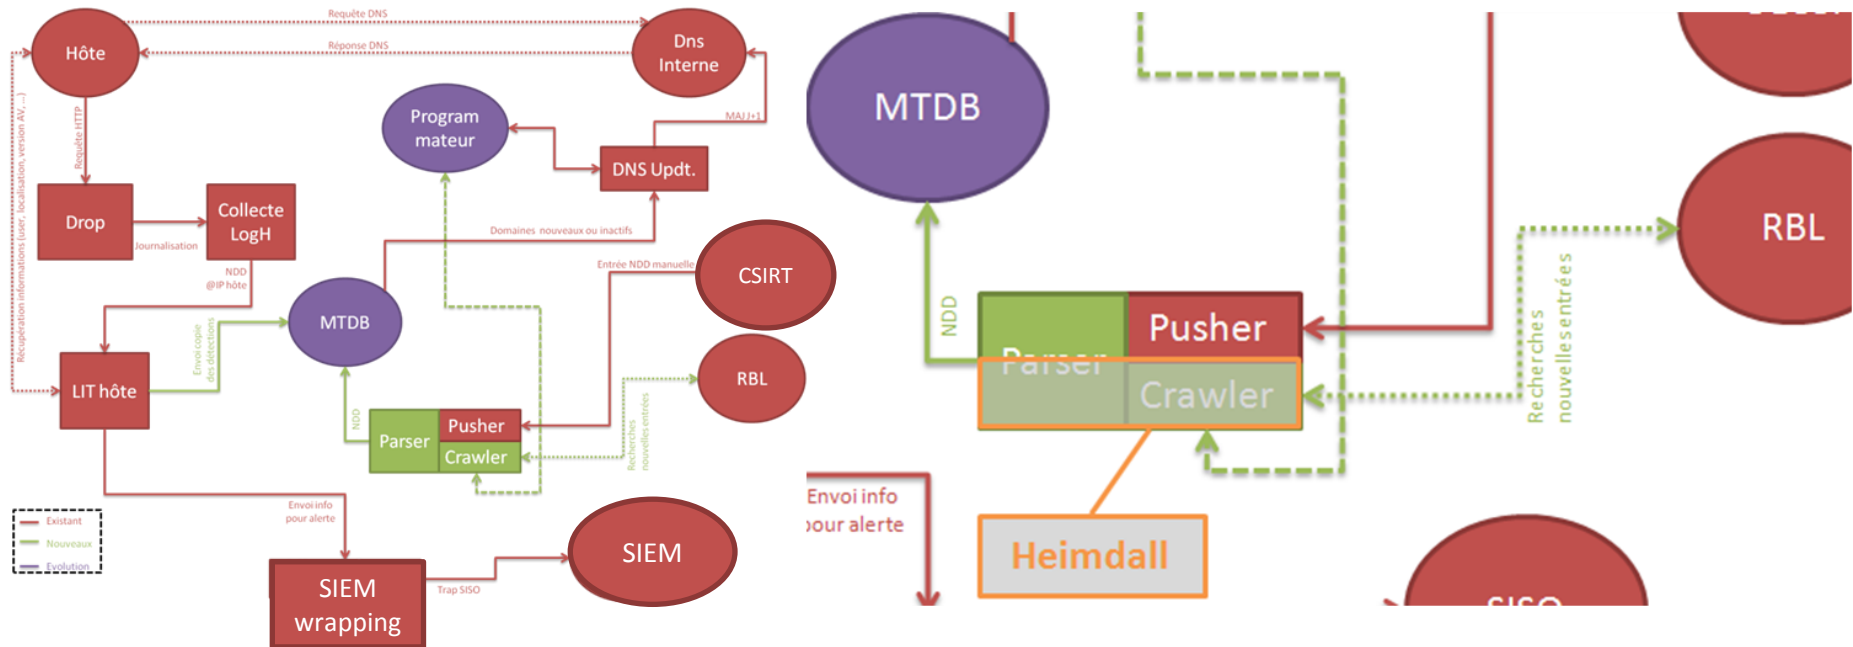 Requête DNS
Hôte
Réponse DNS
Dns
Interne
Program
mateur
MAJ J+1
DNS Updt.
Requête HTTP
Récupération informations (user, localisation, version AV, ...)
Drop
Collecte
LogH
Journalisation
NDD
@IP hôte
Domaines nouveaux ou inactifs
Entrée NDD manuelle
CSIRT
MTDB
Envoi copie
des détections
LIT hôte
RBL
NDD
Parser
Pusher
Crawler
Recherches
nouvelles entrées
Envoi info
pour alerte
Existant
Nouveaux
Evolution
SIEM
wrapping
Trap SISO
SIEM
MTDB
RBL
NDD
Pusher
Parser
Crawler
Recherches
nouvelles entrées
Envoi info
pour alerte
Heimdall
SISO